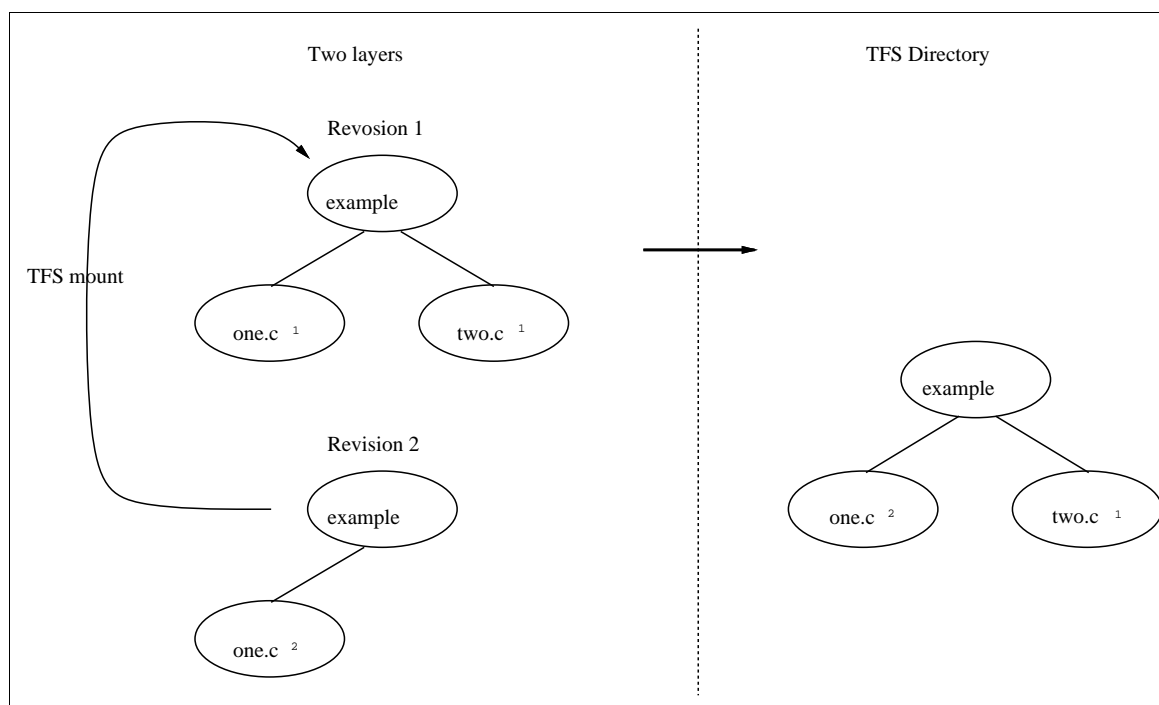 Two layers
TFS Directory
Revosion 1
example
TFS mount
one.c 1
two.c 1
example
Revision 2
example
one.c 2
two.c 1
one.c 2